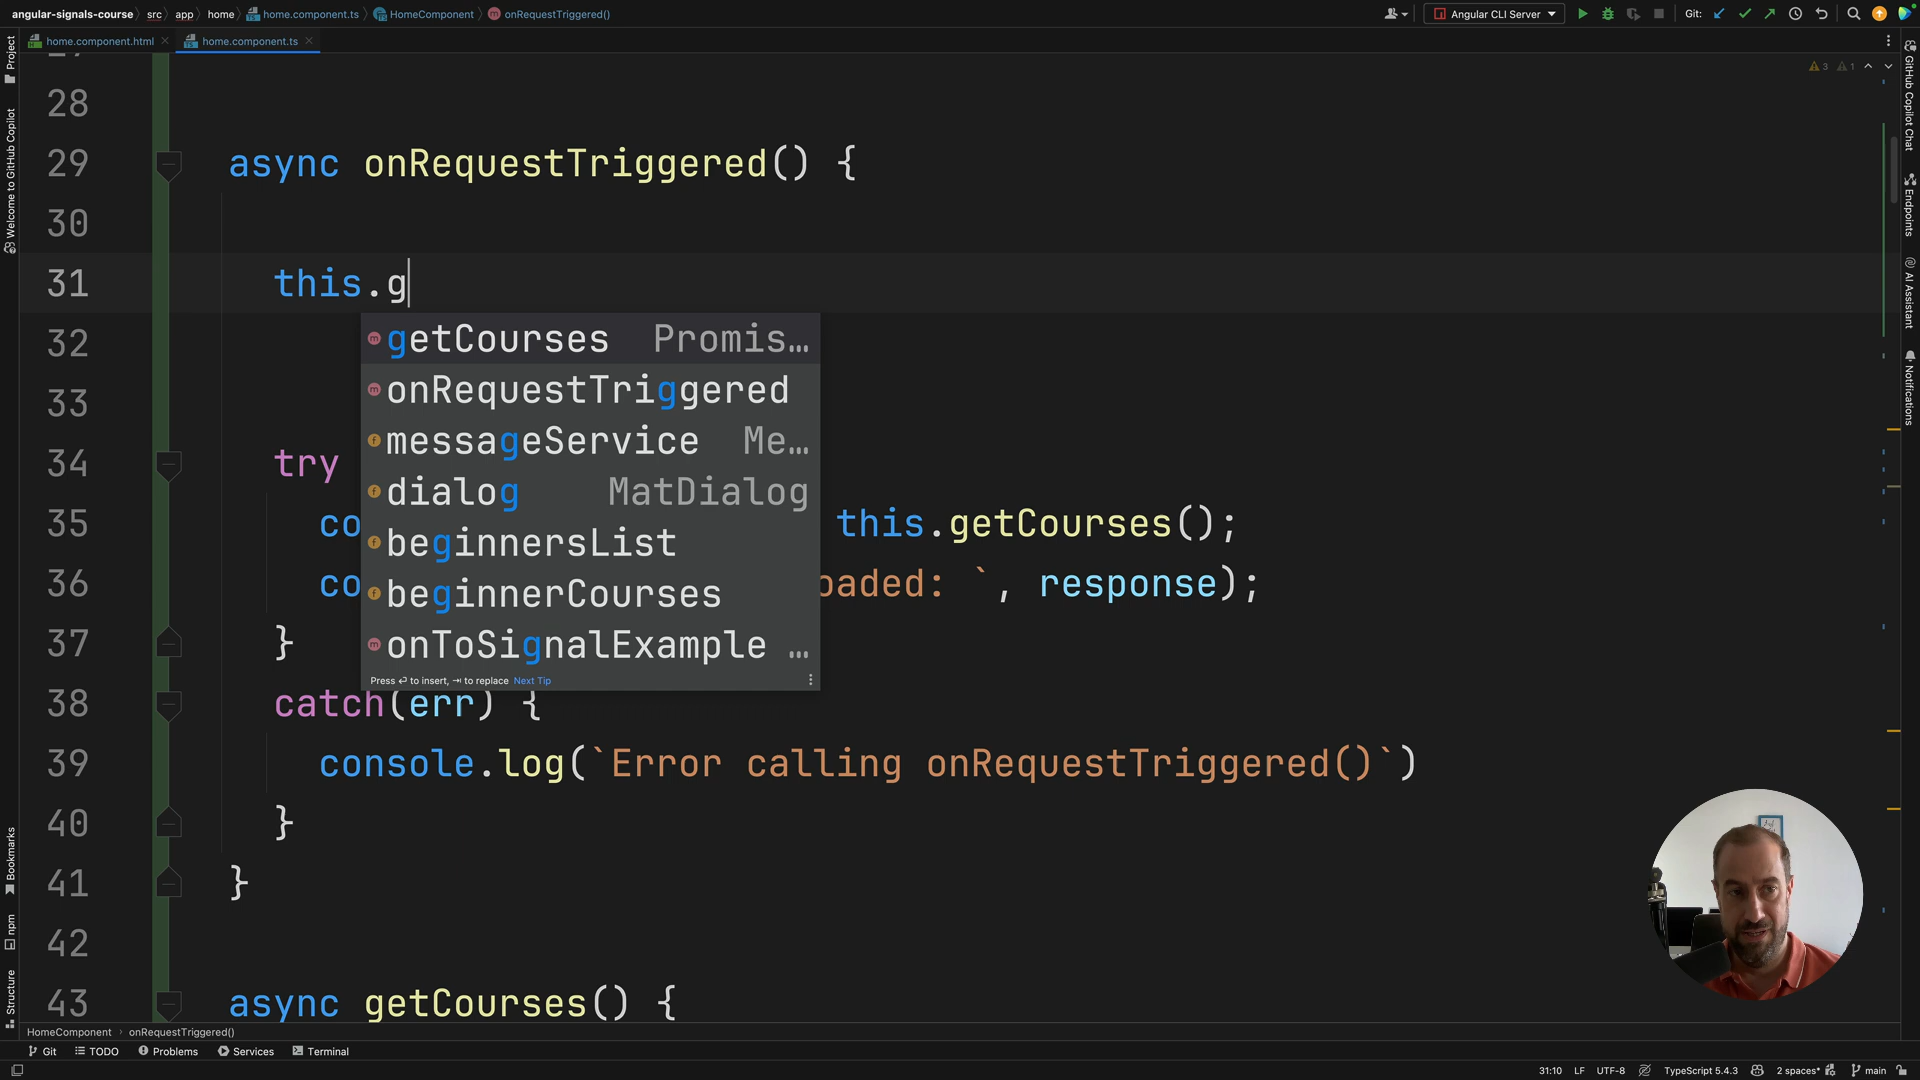 angular-signals-course src app home home.component.ts HomeComponent onRequestTriggered() Angular CLI Server Git:
home.component.html home.component.ts
Project
Welcome to GitHub Copilot
Bookmarks
npm
Structure
3 1
GitHub Copilot Chat
Endpoints
AI Assistant
Notifications
28
29 async onRequestTriggered() {
30
31 this.g
32
33
34 try
35 co this.getCourses();
36 co oaded: `, response);
37 }
38 catch(err) {
39 console.log(`Error calling onRequestTriggered()`)
40 }
41 }
42
43 async getCourses() {
getCourses Promis…
onRequestTriggered
messageService Me…
dialog MatDialog
beginnersList
beginnerCourses
onToSignalExample …
Press ⏎ to insert, ⇥ to replace Next Tip
HomeComponent › onRequestTriggered()
Git TODO Problems Services Terminal
31:10 LF UTF-8 TypeScript 5.4.3 2 spaces* main